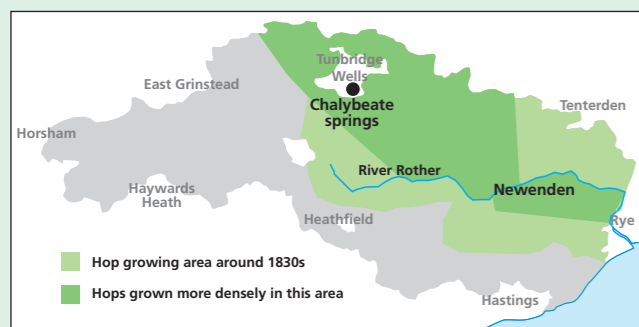 Tunbridge
Wells
East Grinstead
Chalybeate
springs
Tenterden
Horsham
River Rother
Haywards
Heath
Newenden
Heathfield
Rye
Hop growing area around 1830s
Hops grown more densely in this area
Hastings